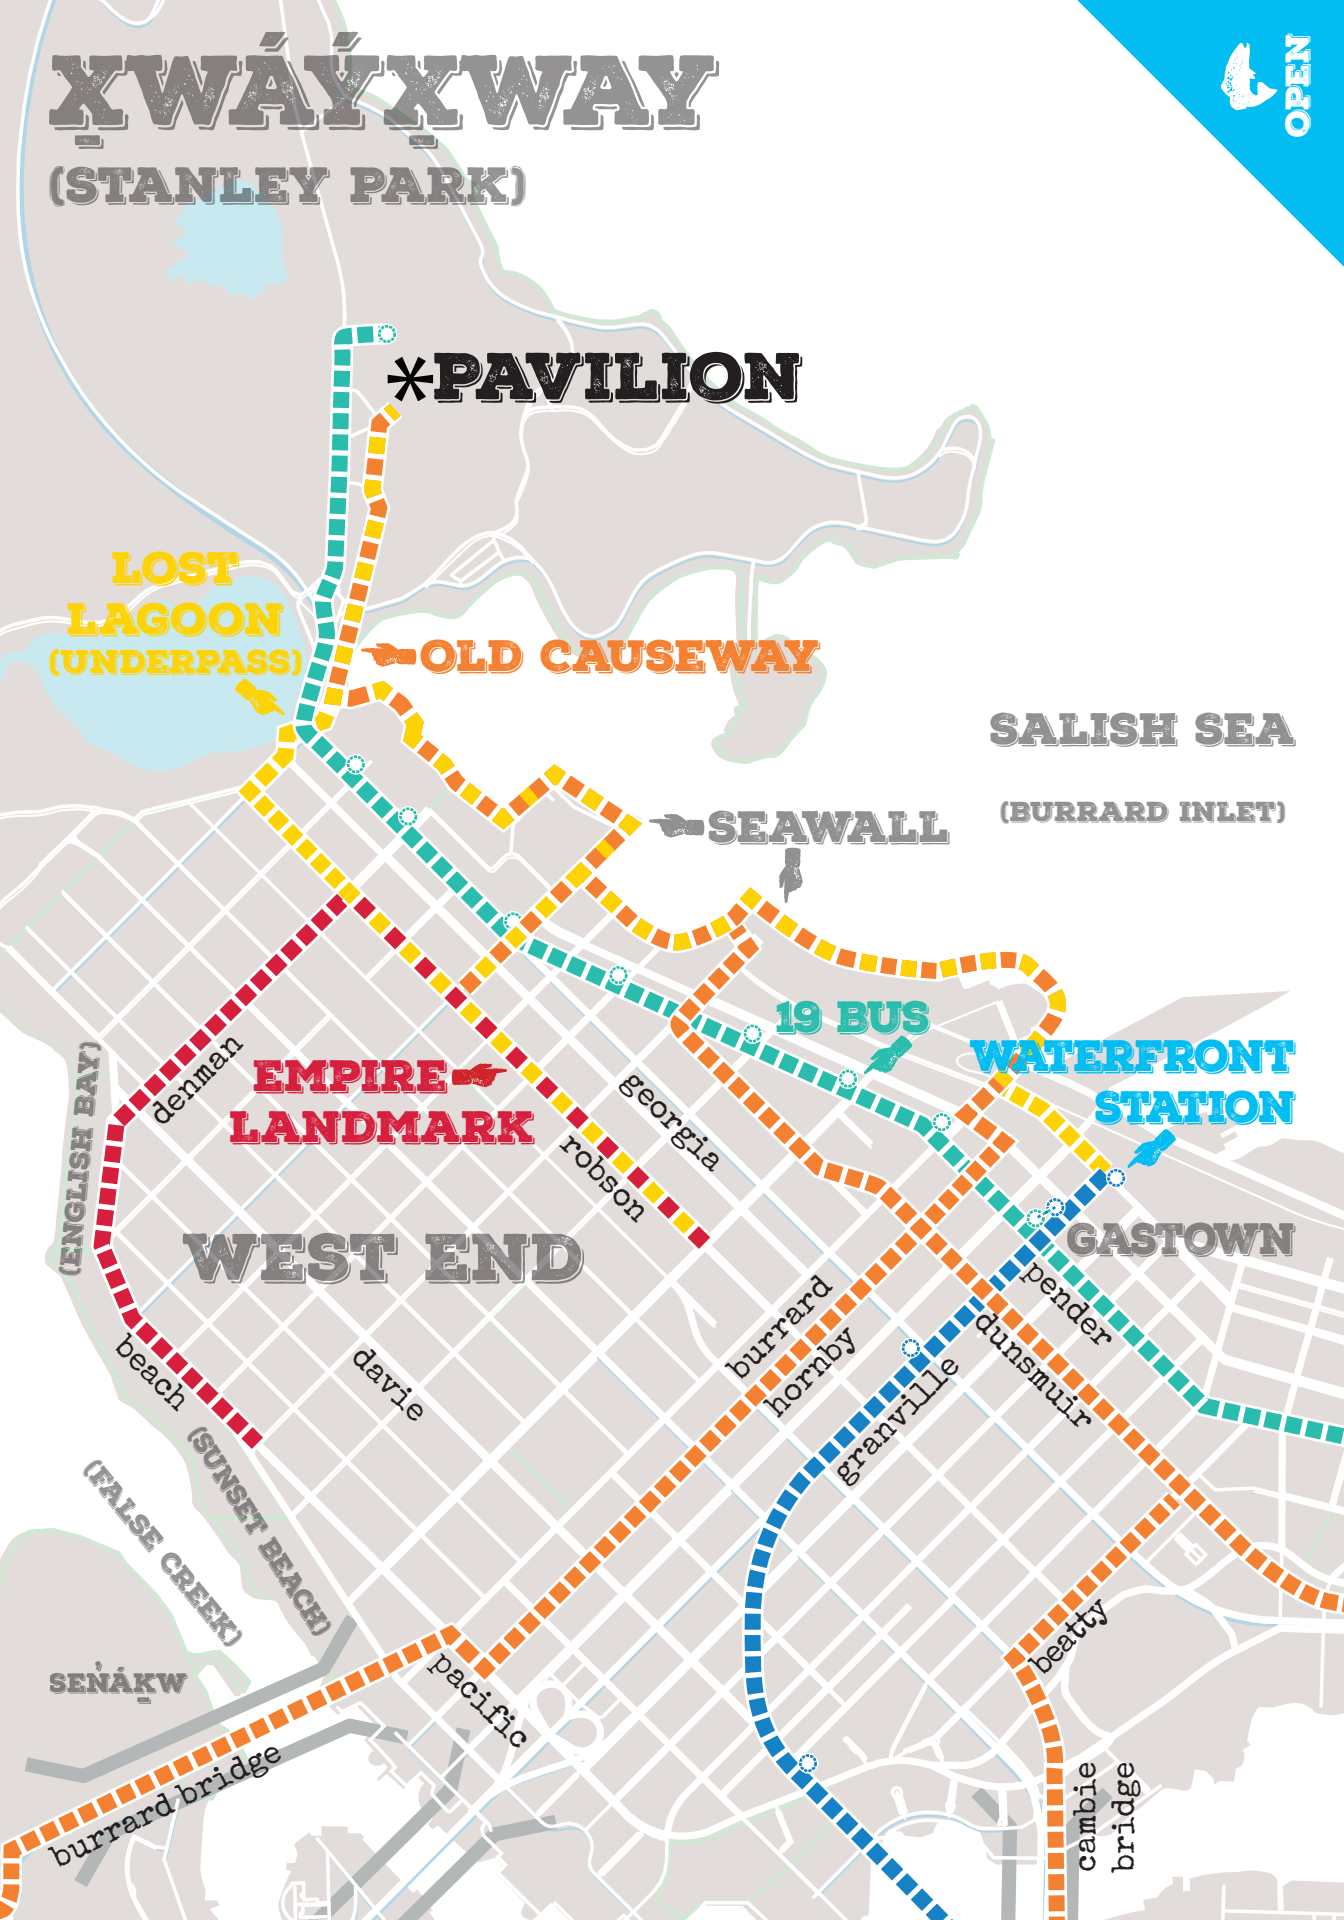 X̱WÁÝX̱WAY
(STANLEY PARK)
OPEN
*PAVILION
LOST
LAGOON
(UNDERPASS)
OLD CAUSEWAY
SALISH SEA
(BURRARD INLET)
SEAWALL
19 BUS
WATERFRONT
STATION
EMPIRE
LANDMARK
denman
georgia
robson
(ENGLISH BAY)
WEST END
GASTOWN
pender
burrard
hornby
dunsmuir
granville
beach
davie
(SUNSET BEACH)
(FALSE CREEK)
SEN̓ÁḴW
pacific
beatty
burrard bridge
cambie
bridge